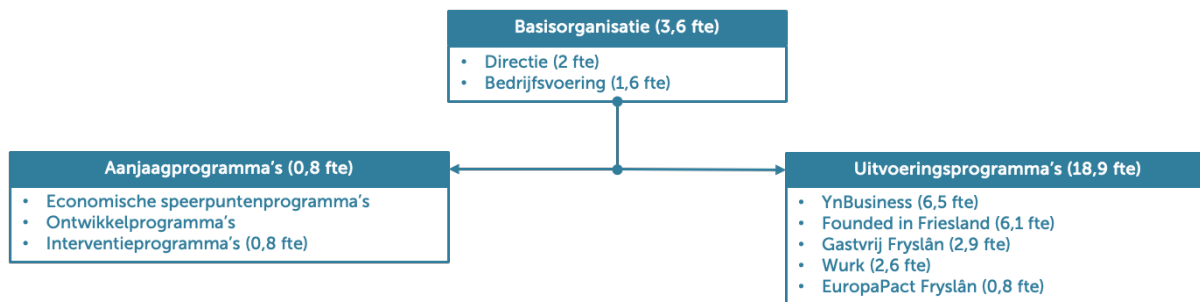 Basisorganisatie (3,6 fte)
• Directie (2 fte)
• Bedrijfsvoering (1,6 fte)
Aanjaagprogramma's (0,8 fte)
• Economische speerpuntenprogramma's
• Ontwikkelprogramma's
• Interventieprogramma's (0,8 fte)
Uitvoeringsprogramma's (18,9 fte)
• YnBusiness (6,5 fte)
• Founded in Friesland (6,1 fte)
• Gastvrij Fryslân (2,9 fte)
• Wurk (2,6 fte)
• EuropaPact Fryslân (0,8 fte)